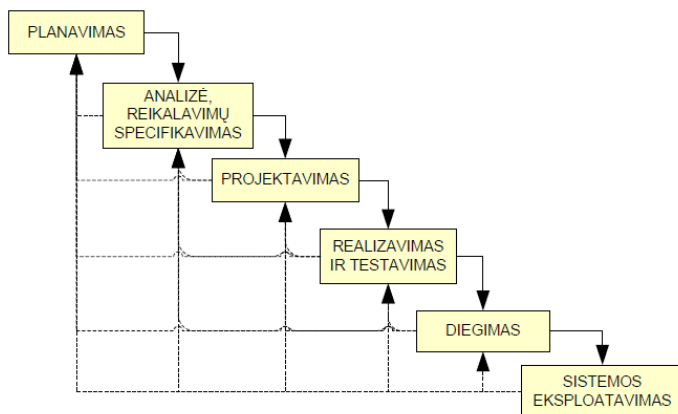 PLANAVIMAS
ANALIZĖ,
REIKALAVIMŲ
SPECIFIKAVIMAS
PROJEKTAVIMAS
REALIZAVIMAS
IR TESTAVIMAS
DIEGIMAS
SISTEMOS
EKSPLOATAVIMAS